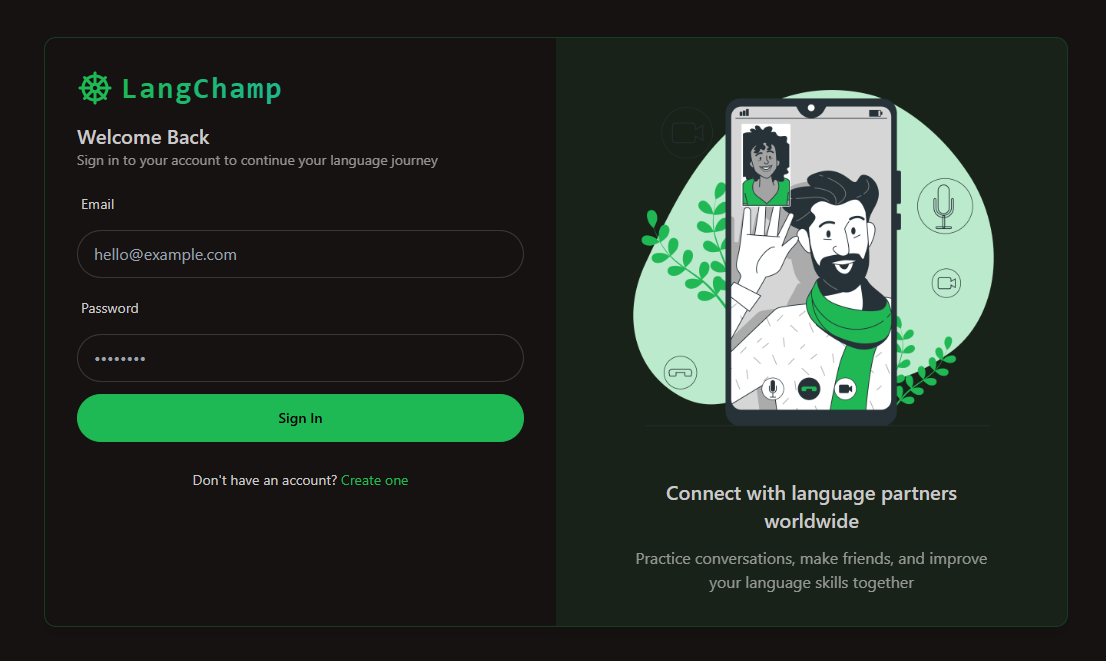 LangChamp
Welcome Back
Sign in to your account to continue your language journey
Email
hello@example.com
Password
••••••••
Sign In
Don't have an account? Create one
Connect with language partners
worldwide
Practice conversations, make friends, and improve
your language skills together